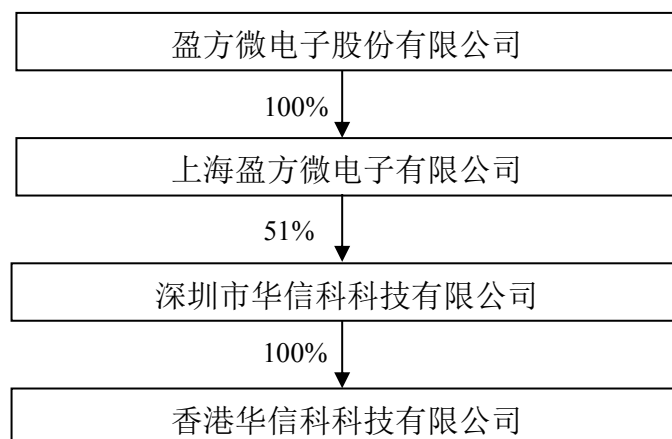 盈方微电子股份有限公司
100%
上海盈方微电子有限公司
51%
深圳市华信科科技有限公司
100%
香港华信科科技有限公司